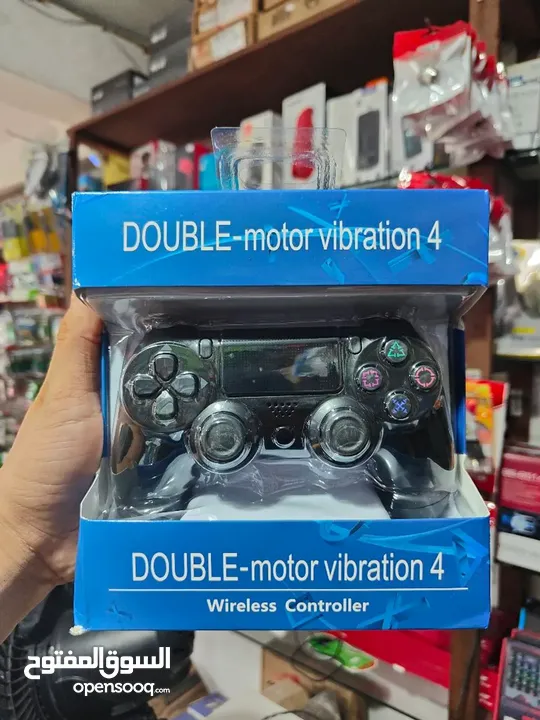 DOUBLE-motor vibration 4
DOUBLE-motor vibration 4
Wireless Controller
السوق المفتوح
opensooq.com